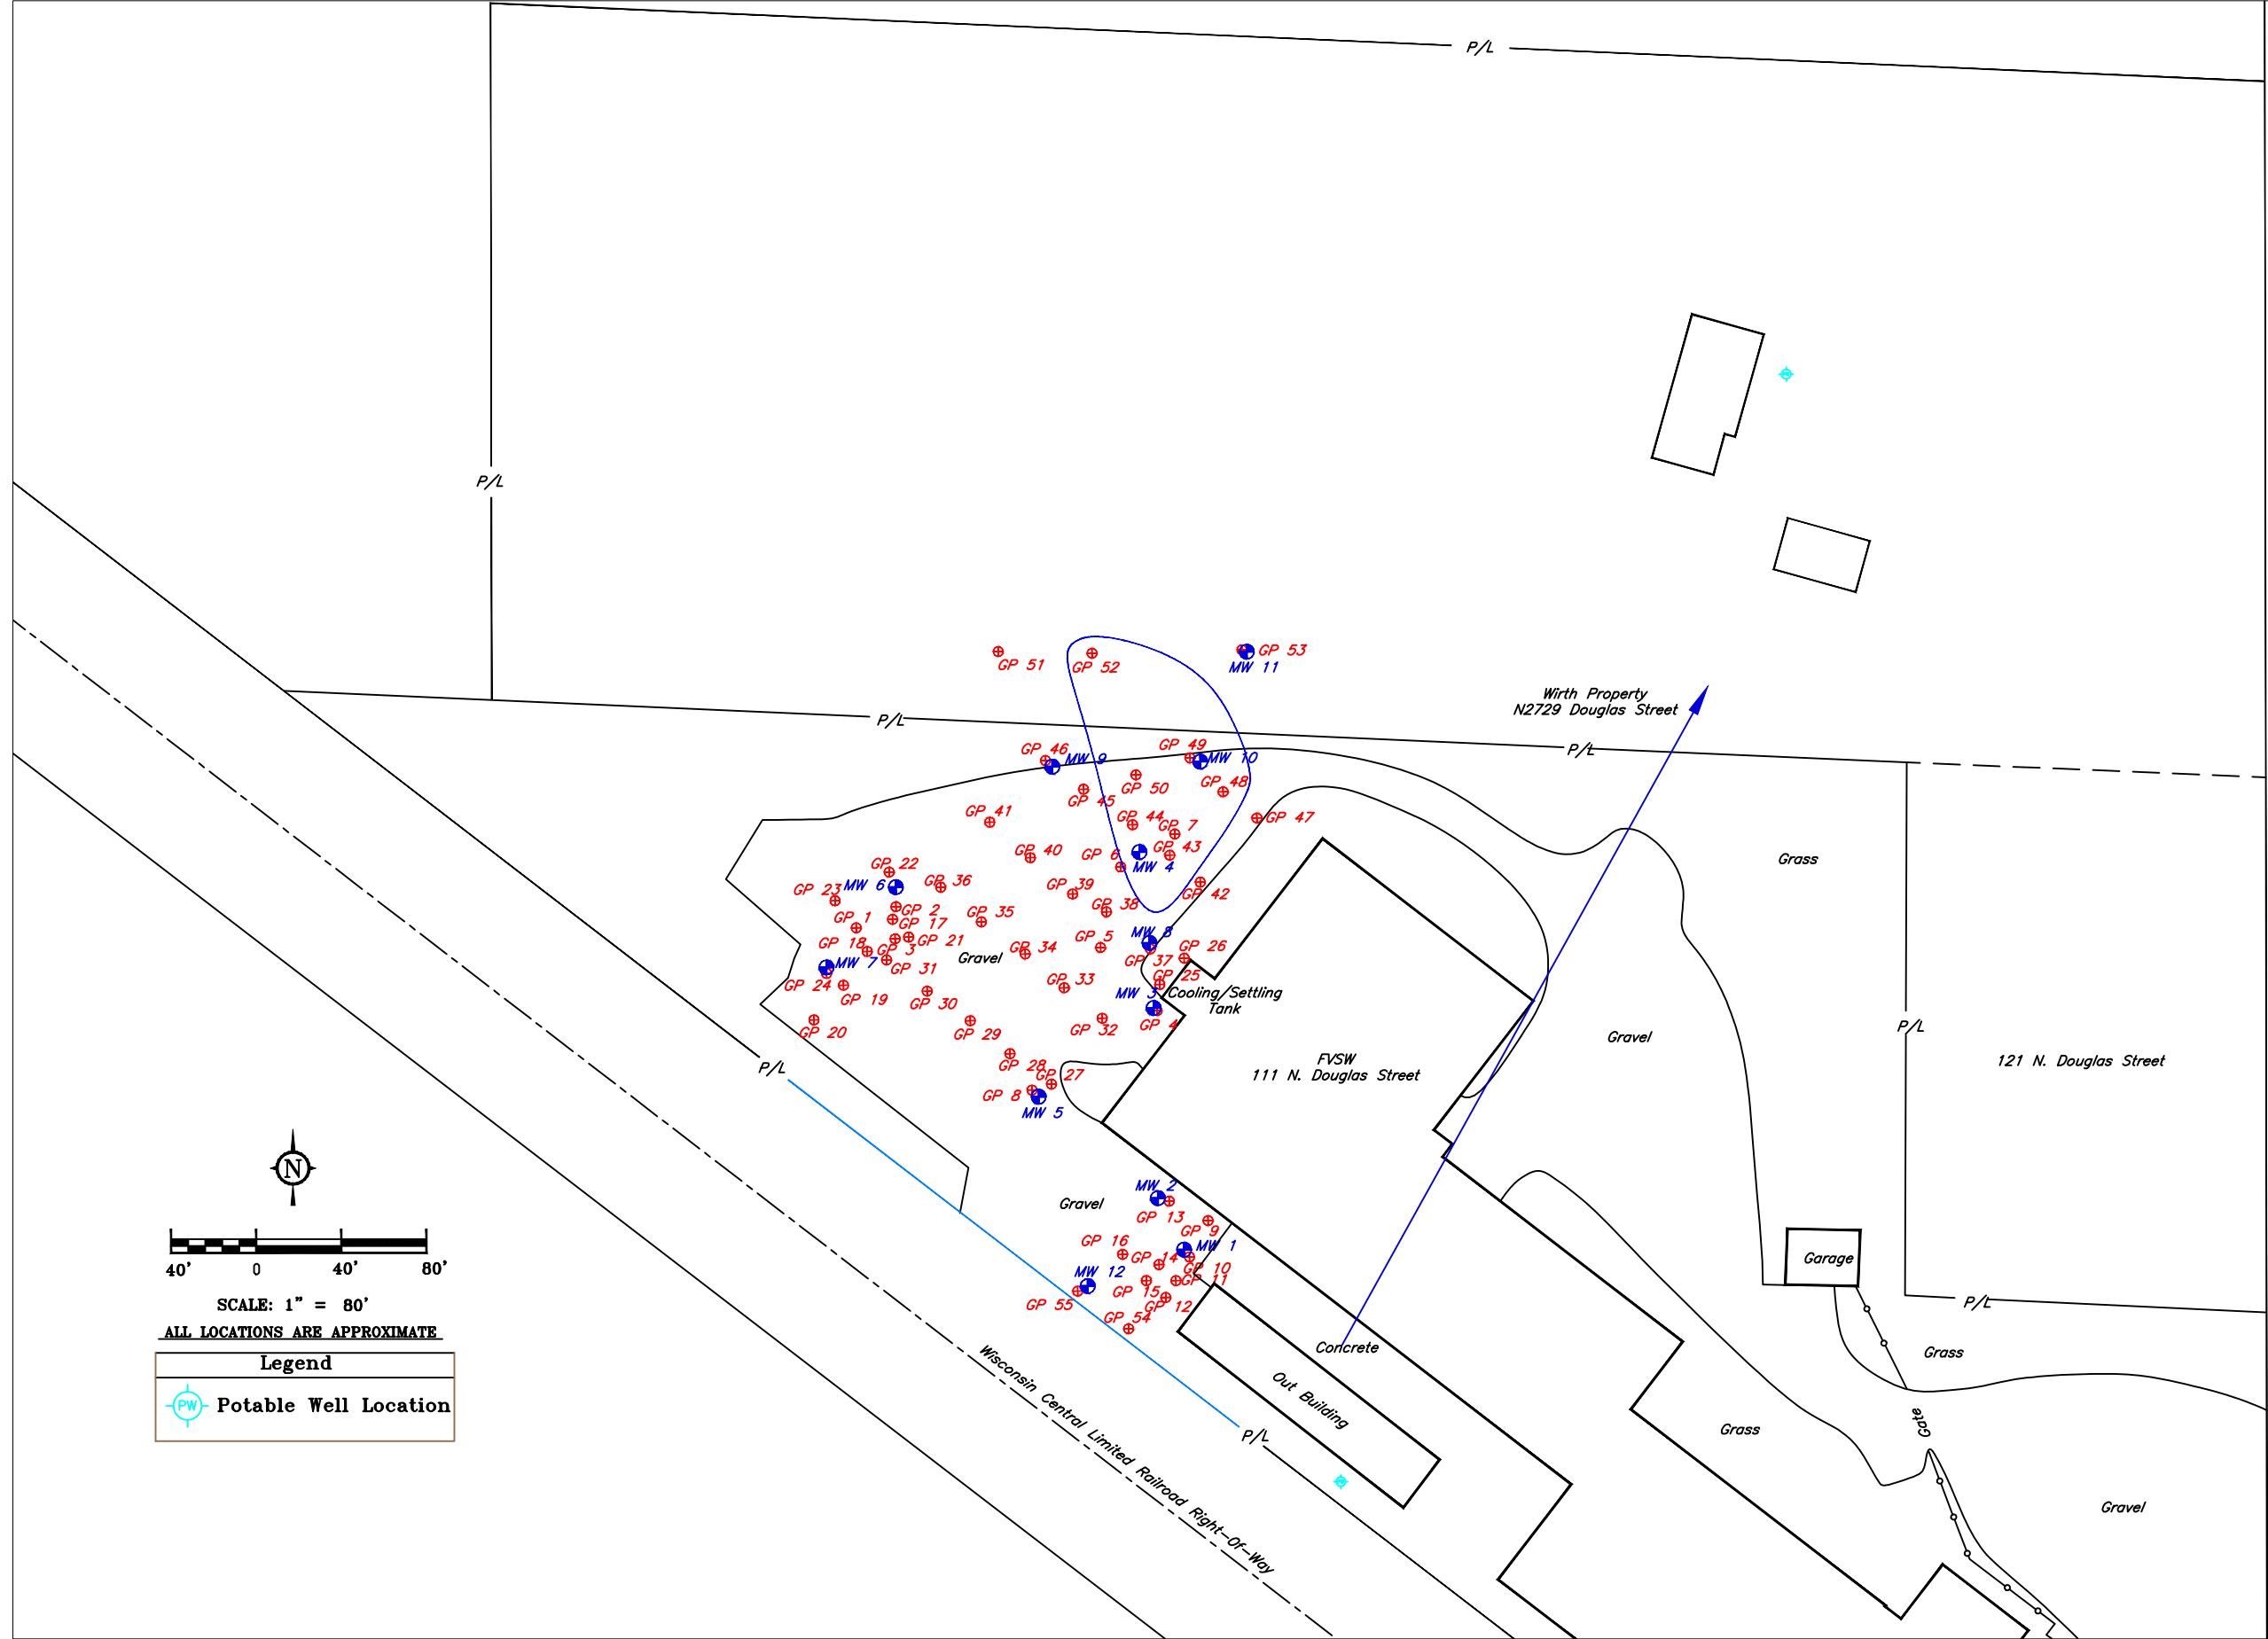 P/L
P/L
GP 51
GP 52
GP 53
MW 11
Wirth Property
N2729 Douglas Street
P/L
P/L
GP 46
MW 9
GP 49
MW 10
GP 45
GP 50
GP 48
GP 41
GP 44
GP 7
GP 47
GP 40
GP 6
GP 43
MW 4
Grass
GP 22
MW 6
GP 36
GP 39
GP 42
GP 23
GP 2
GP 35
GP 38
GP 1
GP 17
GP 18
GP 3
GP 21
GP 34
GP 5
MW 8
GP 26
Gravel
GP 37
MW 7
GP 31
GP 25
GP 24
GP 19
GP 30
GP 33
MW 3
Cooling/Settling
Tank
GP 20
GP 29
GP 32
GP 4
P/L
Gravel
FVSW
111 N. Douglas Street
121 N. Douglas Street
P/L
GP 28
GP 27
GP 8
MW 5
N
MW 2
Gravel
GP 13
GP 9
GP 16
GP 14
MW 1
GP 10
MW 12
GP 15
GP 11
GP 55
GP 12
GP 54
Garage
P/L
40' 0 40' 80'
SCALE: 1" = 80'
ALL LOCATIONS ARE APPROXIMATE
Legend
PW Potable Well Location
Concrete
Grass
Out Building
Wisconsin Central Limited Railroad Right-Of-Way
P/L
Grass
Gate
Gravel